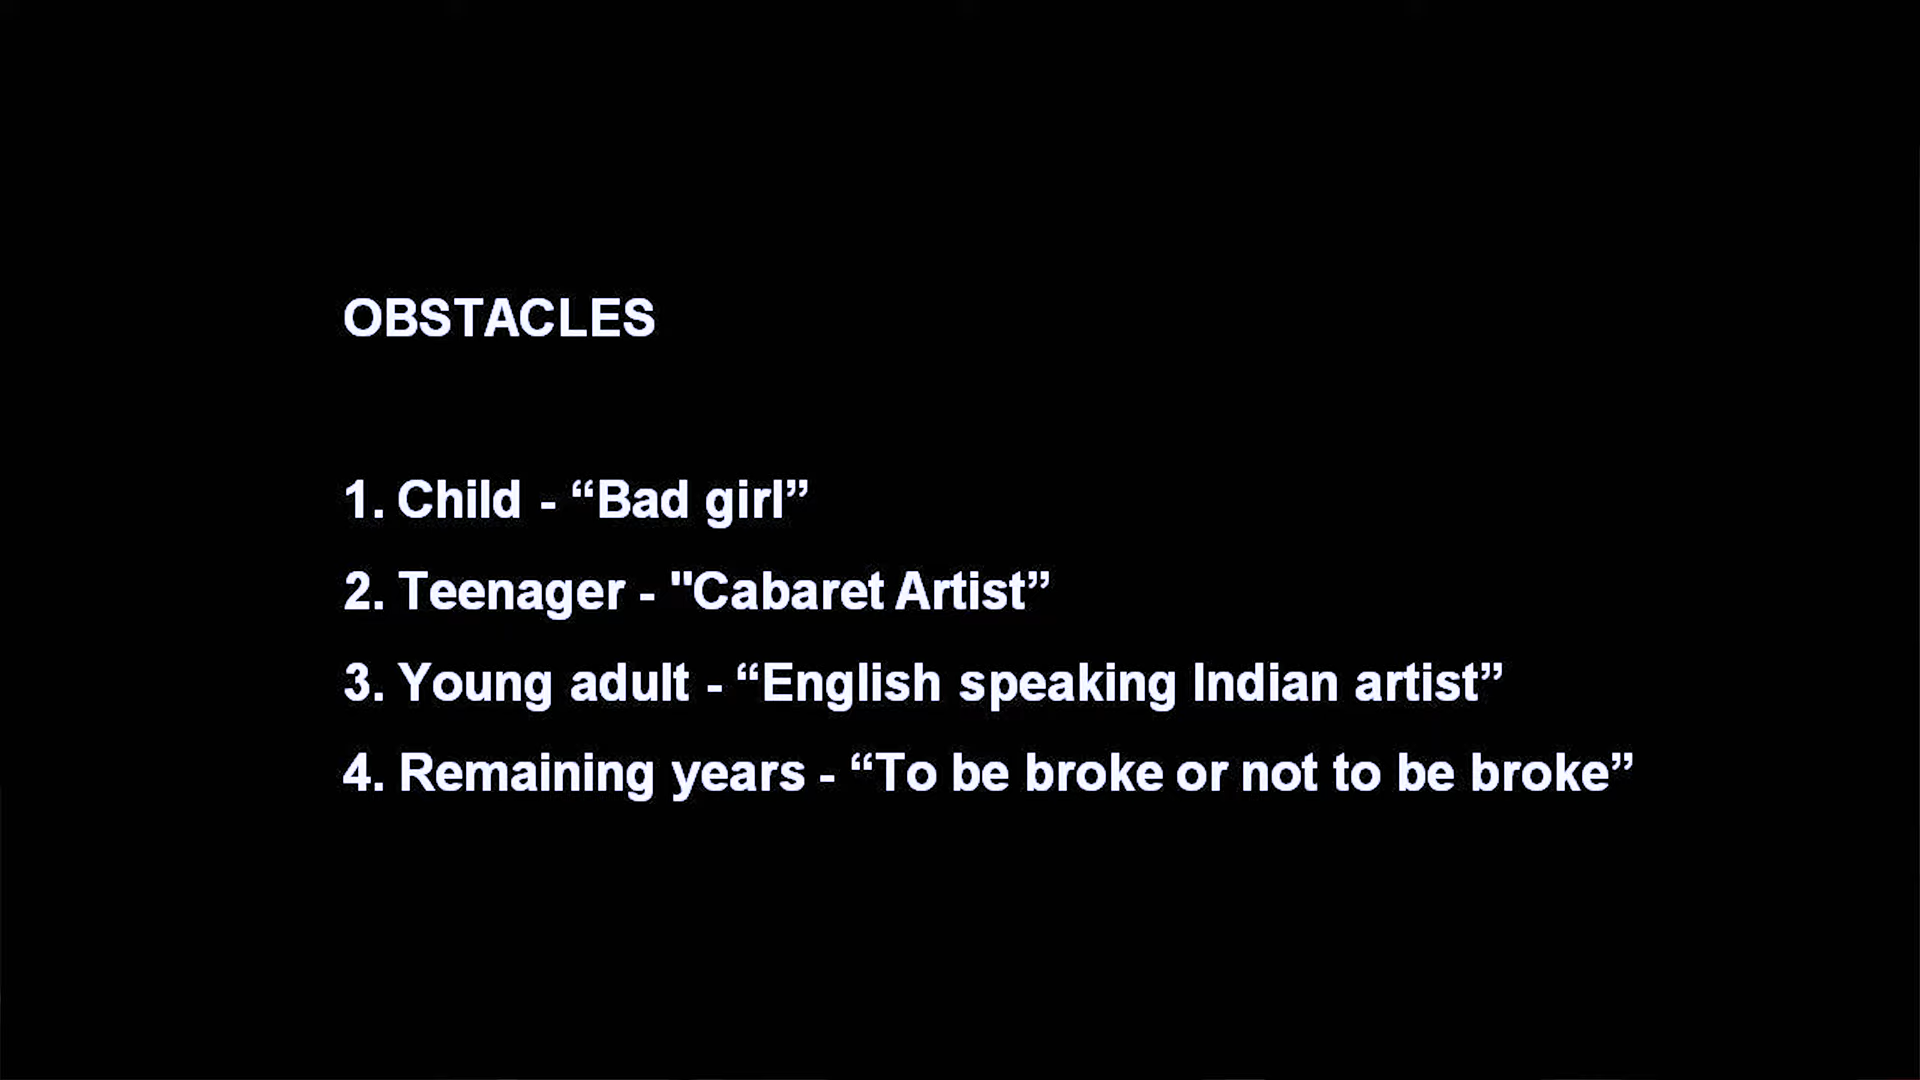 OBSTACLES
1. Child - “Bad girl”
2. Teenager - "Cabaret Artist”
3. Young adult - “English speaking Indian artist”
4. Remaining years - “To be broke or not to be broke”